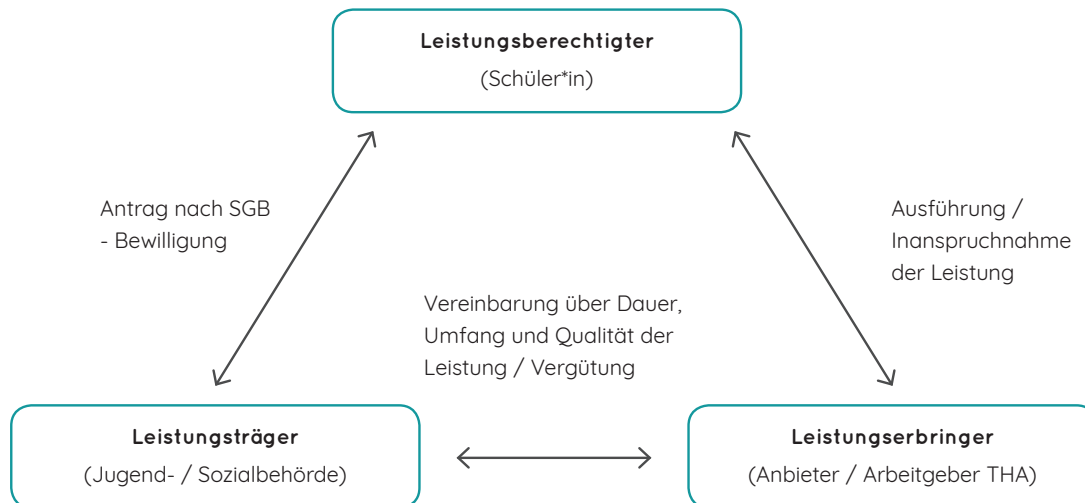 Leistungsberechtigter
(Schüler*in)
Antrag nach SGB
- Bewilligung
Ausführung /
Inanspruchnahme
der Leistung
Vereinbarung über Dauer,
Umfang und Qualität der
Leistung / Vergütung
Leistungsträger
(Jugend- / Sozialbehörde)
Leistungserbringer
(Anbieter / Arbeitgeber THA)